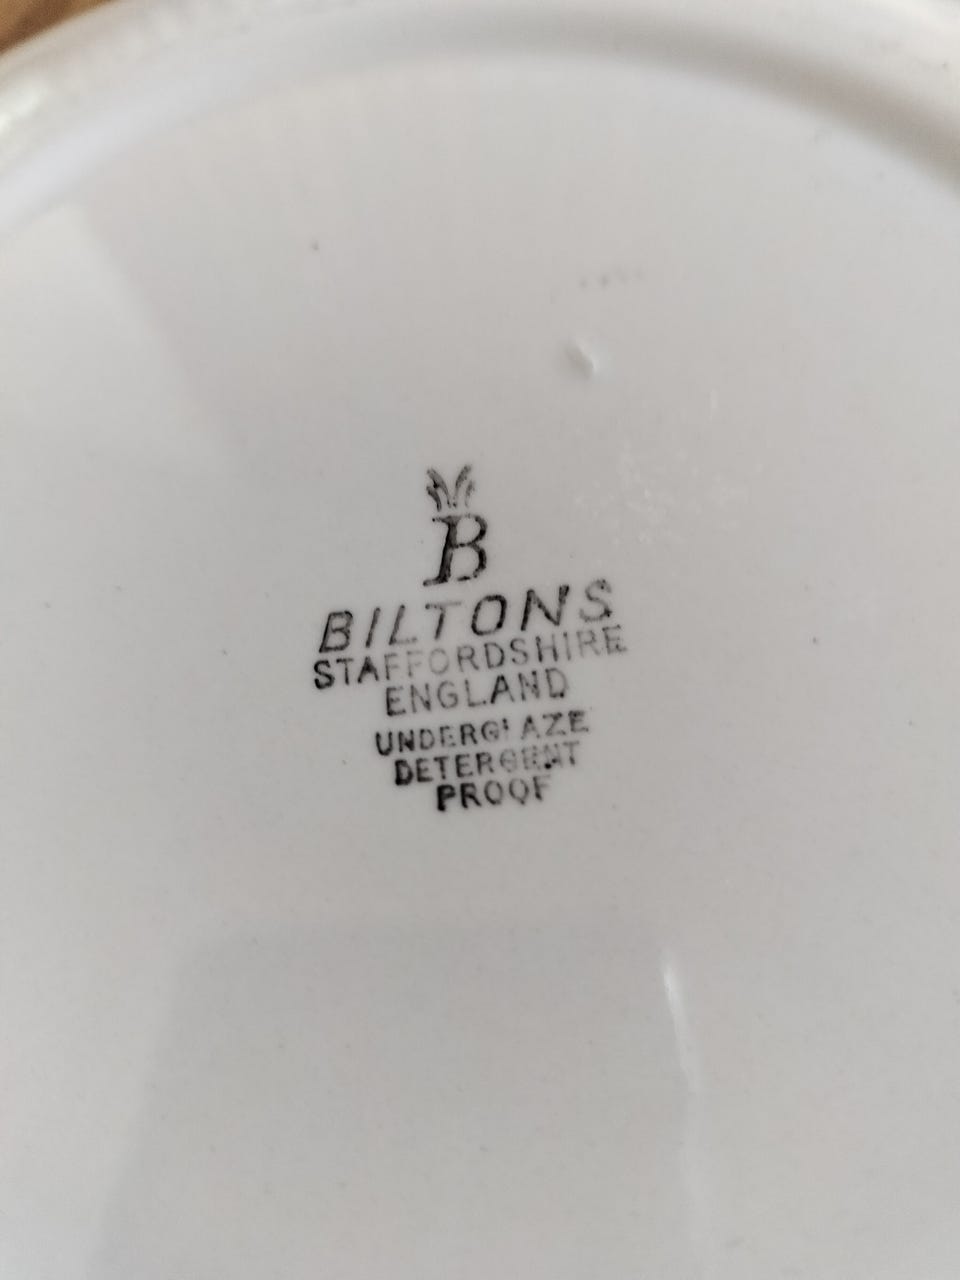 B
BILTONS
STAFFORDSHIRE
ENGLAND
UNDERGLAZE
DETERGENT
PROOF